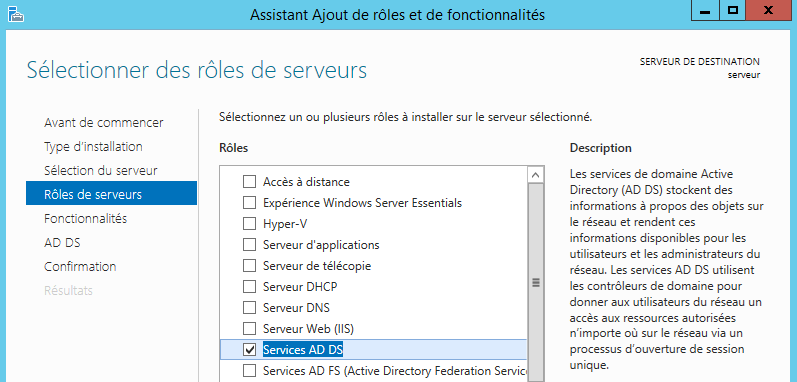 Assistant Ajout de rôles et de fonctionnalités
Sélectionner des rôles de serveurs
SERVEUR DE DESTINATION
serveur
Avant de commencer
Type d'installation
Sélection du serveur
Rôles de serveurs
Fonctionnalités
AD DS
Confirmation
Résultats
Sélectionnez un ou plusieurs rôles à installer sur le serveur sélectionné.
Rôles
Accès à distance
Expérience Windows Server Essentials
Hyper-V
Serveur d'applications
Serveur de télécopie
Serveur DHCP
Serveur DNS
Serveur Web (IIS)
Services AD DS
Services AD FS (Active Directory Federation Service
Description
Les services de domaine Active
Directory (AD DS) stockent des
informations à propos des objets sur
le réseau et rendent ces
informations disponibles pour les
utilisateurs et les administrateurs du
réseau. Les services AD DS utilisent
les contrôleurs de domaine pour
donner aux utilisateurs du réseau un
accès aux ressources autorisées
n'importe où sur le réseau via un
processus d'ouverture de session
unique.